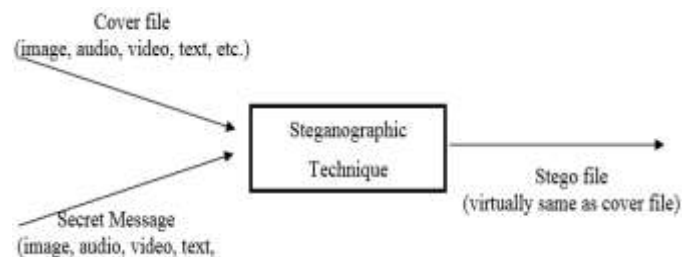 Cover file
(image, audio, video, text, etc.)
Steganographic
Technique
Stego file
(virtually same as cover file)
Secret Message
(image, audio, video, text,